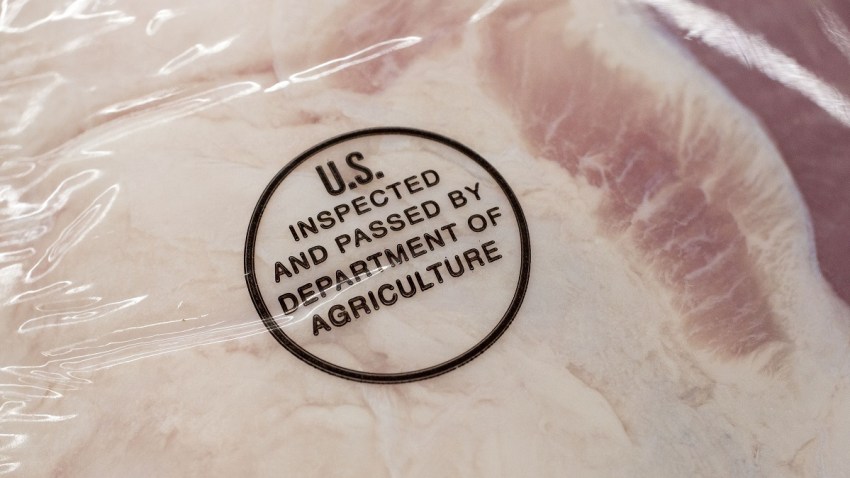 U.S.
INSPECTED
AND PASSED BY
DEPARTMENT OF
AGRICULTURE